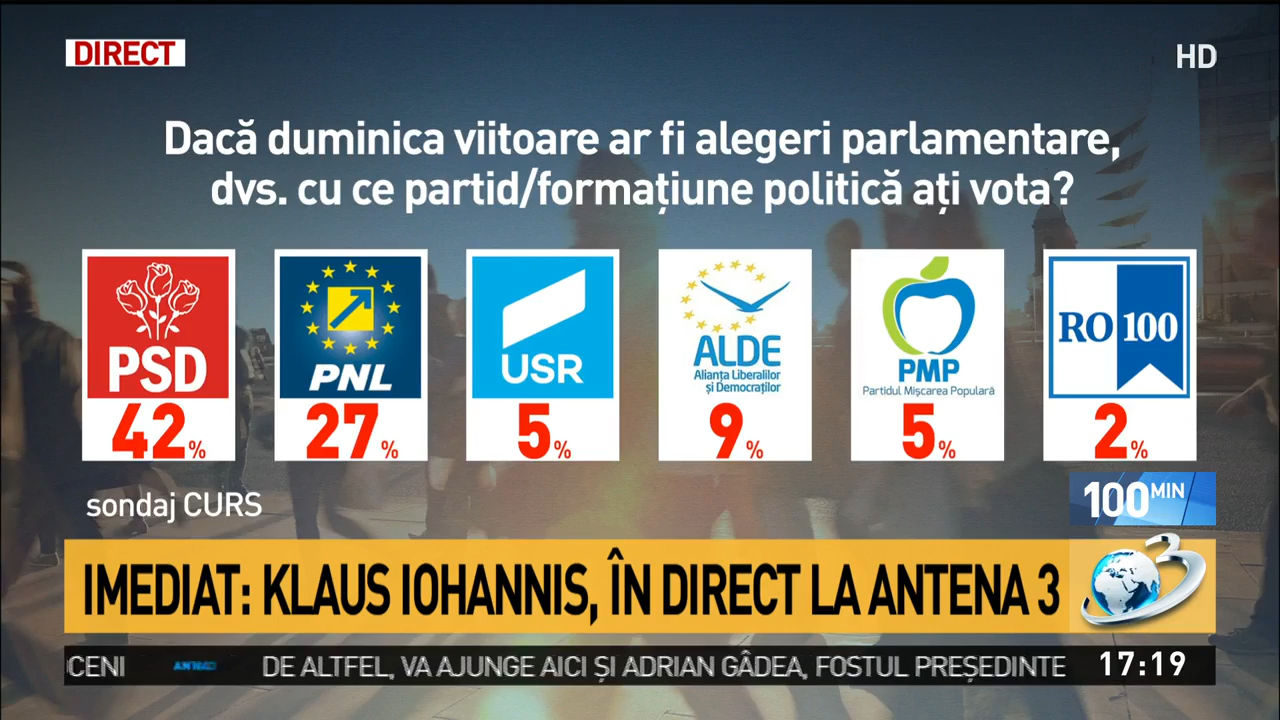 DIRECT
HD
Dacă duminica viitoare ar fi alegeri parlamentare,
dvs. cu ce partid/formațiune politică ați vota?
PSD
42%
PNL
27%
USR
5%
ALDE
Alianța Liberalilor
și Democraților
9%
PMP
Partidul Mișcarea Populară
5%
RO 100
2%
sondaj CURS
100 MIN
IMEDIAT: KLAUS IOHANNIS, ÎN DIRECT LA ANTENA 3
3
CENI
DE ALTFEL, VA AJUNGE AICI ȘI ADRIAN GÂDEA, FOSTUL PREȘEDINTE
17:19